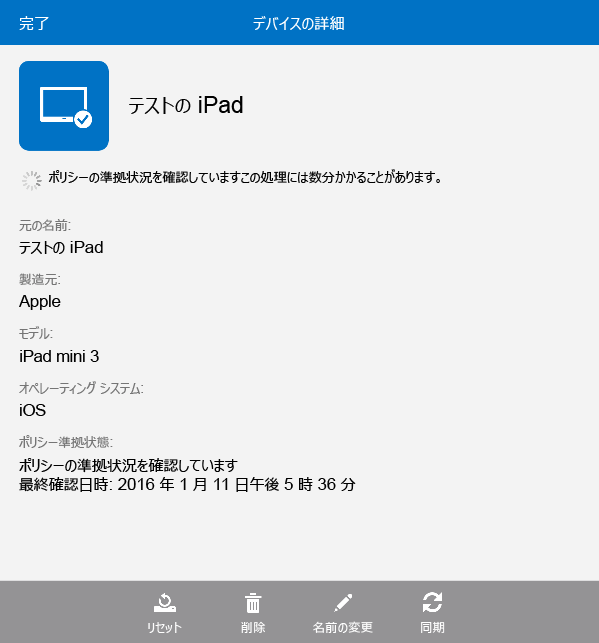 完了
デバイスの詳細
テストの iPad
ポリシーの準拠状況を確認していますこの処理には数分かかることがあります。
元の名前:
テストの iPad
製造元:
Apple
モデル:
iPad mini 3
オペレーティング システム:
iOS
ポリシー準拠状態:
ポリシーの準拠状況を確認しています
最終確認日時: 2016 年 1 月 11 日午後 5 時 36 分
リセット
削除
名前の変更
同期